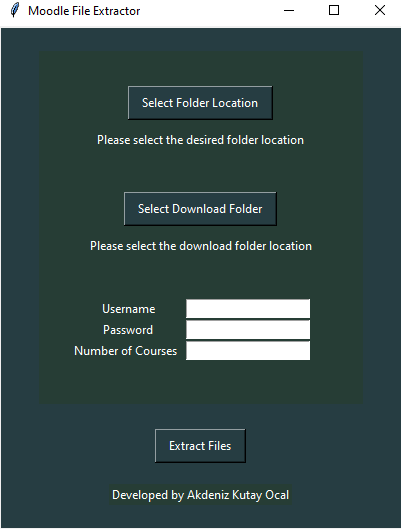 Moodle File Extractor
Select Folder Location
Please select the desired folder location
Select Download Folder
Please select the download folder location
Username
Password
Number of Courses
Extract Files
Developed by Akdeniz Kutay Ocal